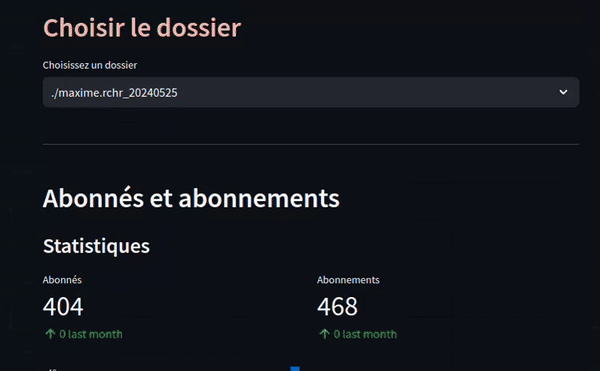 Choisir le dossier
Choisissez un dossier
./maxime.rchr_20240525
Abonnés et abonnements
Statistiques
Abonnés
Abonnements
404
468
0 last month
0 last month